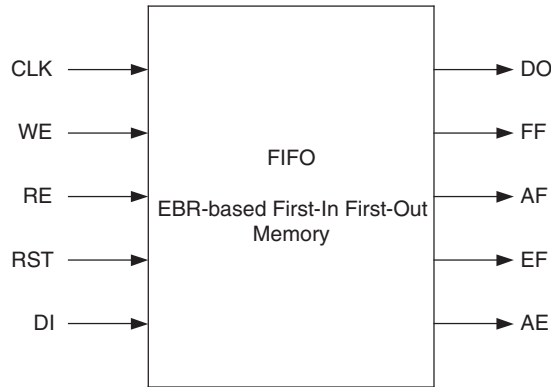 CLK
WE
RE
RST
DI
FIFO
EBR-based First-In First-Out
Memory
DO
FF
AF
EF
AE